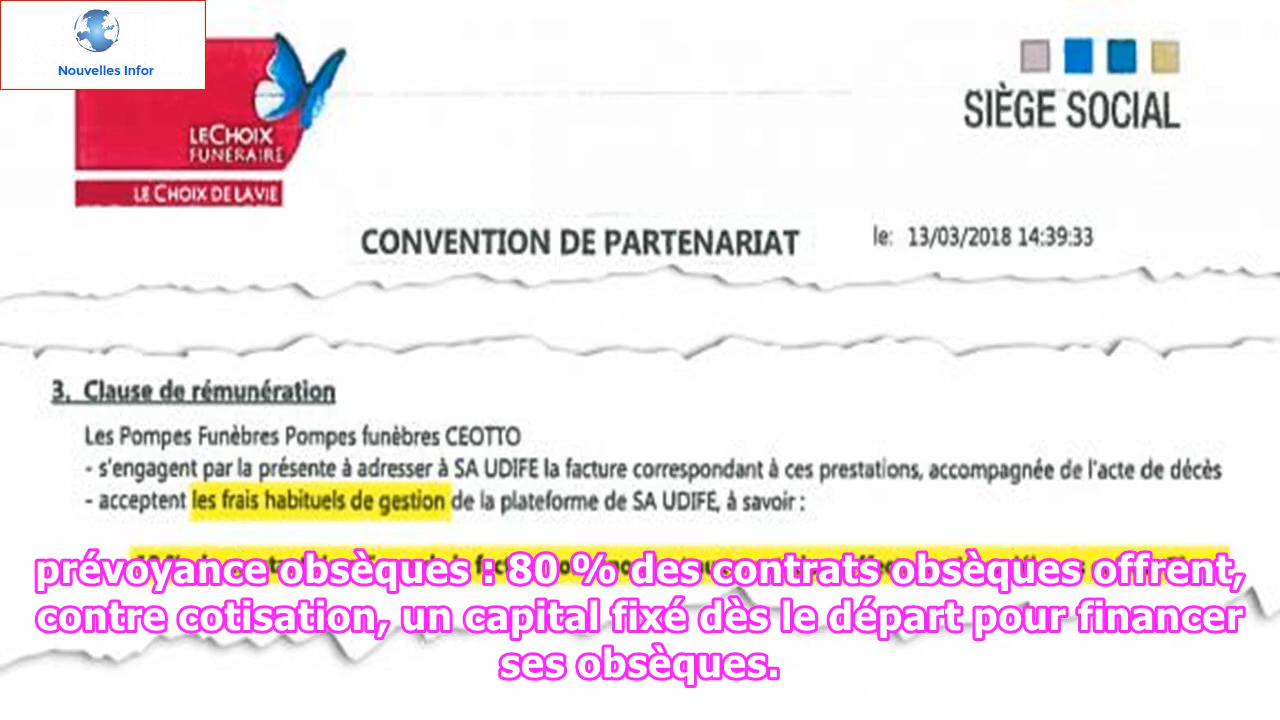 Nouvelles Infor
LE CHOIX
FUNÉRAIRE
LE CHOIX DE LA VIE
SIÈGE SOCIAL
CONVENTION DE PARTENARIAT
le: 13/03/2018 14:39:33
3. Clause de rémunération
Les Pompes Funèbres Pompes funèbres CEOTTO
- s'engagent par la présente à adresser à SA UDIFE la facture correspondant à ces prestations, accompagnée de l'acte de décès
- acceptent les frais habituels de gestion de la plateforme de SA UDIFE, à savoir :
prévoyance obsèques : 80 % des contrats obsèques offrent,
contre cotisation, un capital fixé dès le départ pour financer
ses obsèques.